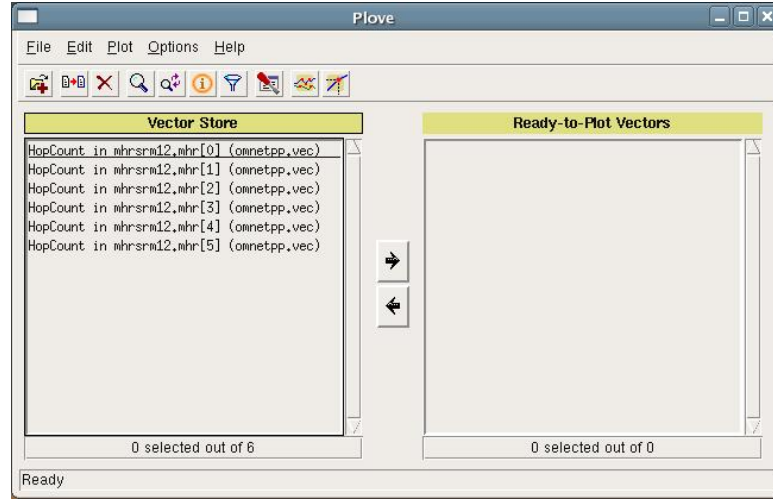 Plove
File Edit Plot Options Help
Vector Store
HopCount in mhrsrm12.mhr[0] (omnetpp.vec)
HopCount in mhrsrm12.mhr[1] (omnetpp.vec)
HopCount in mhrsrm12.mhr[2] (omnetpp.vec)
HopCount in mhrsrm12.mhr[3] (omnetpp.vec)
HopCount in mhrsrm12.mhr[4] (omnetpp.vec)
HopCount in mhrsrm12.mhr[5] (omnetpp.vec)
0 selected out of 6
Ready-to-Plot Vectors
0 selected out of 0
Ready